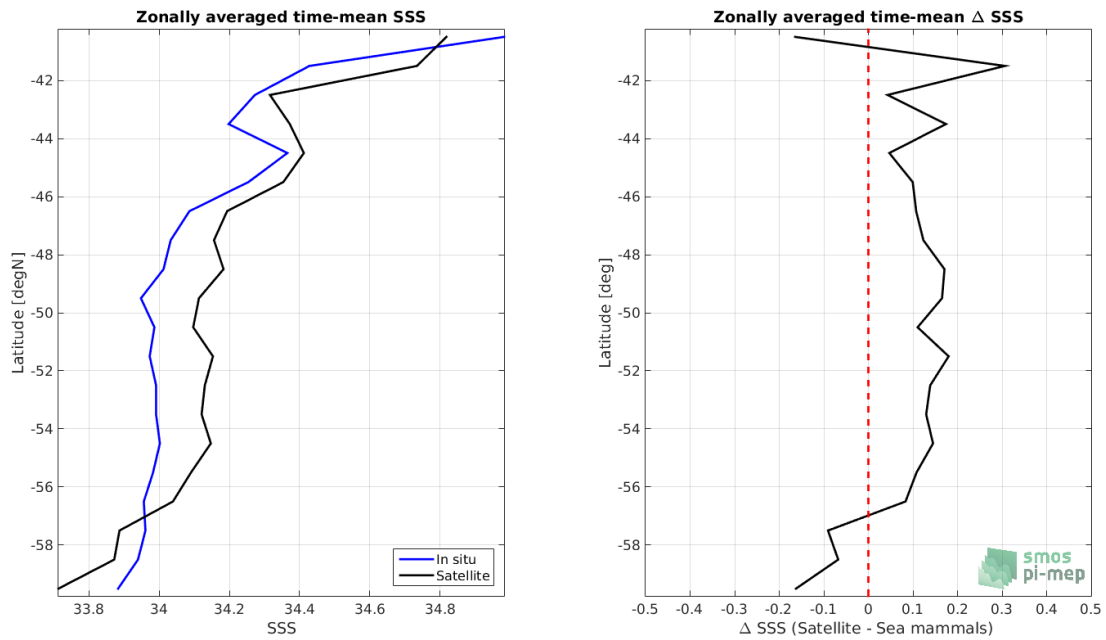 Zonally averaged time-mean SSS
-42
-44
-46
-48
-50
-52
-54
-56
-58
Latitude [degN]
33.8 34 34.2 34.4 34.6 34.8
SSS
In situ
Satellite
Zonally averaged time-mean Δ SSS
-42
-44
-46
-48
-50
-52
-54
-56
-58
Latitude [deg]
-0.5 -0.4 -0.3 -0.2 -0.1 0 0.1 0.2 0.3 0.4 0.5
Δ SSS (Satellite - Sea mammals)
smos
pi-mep